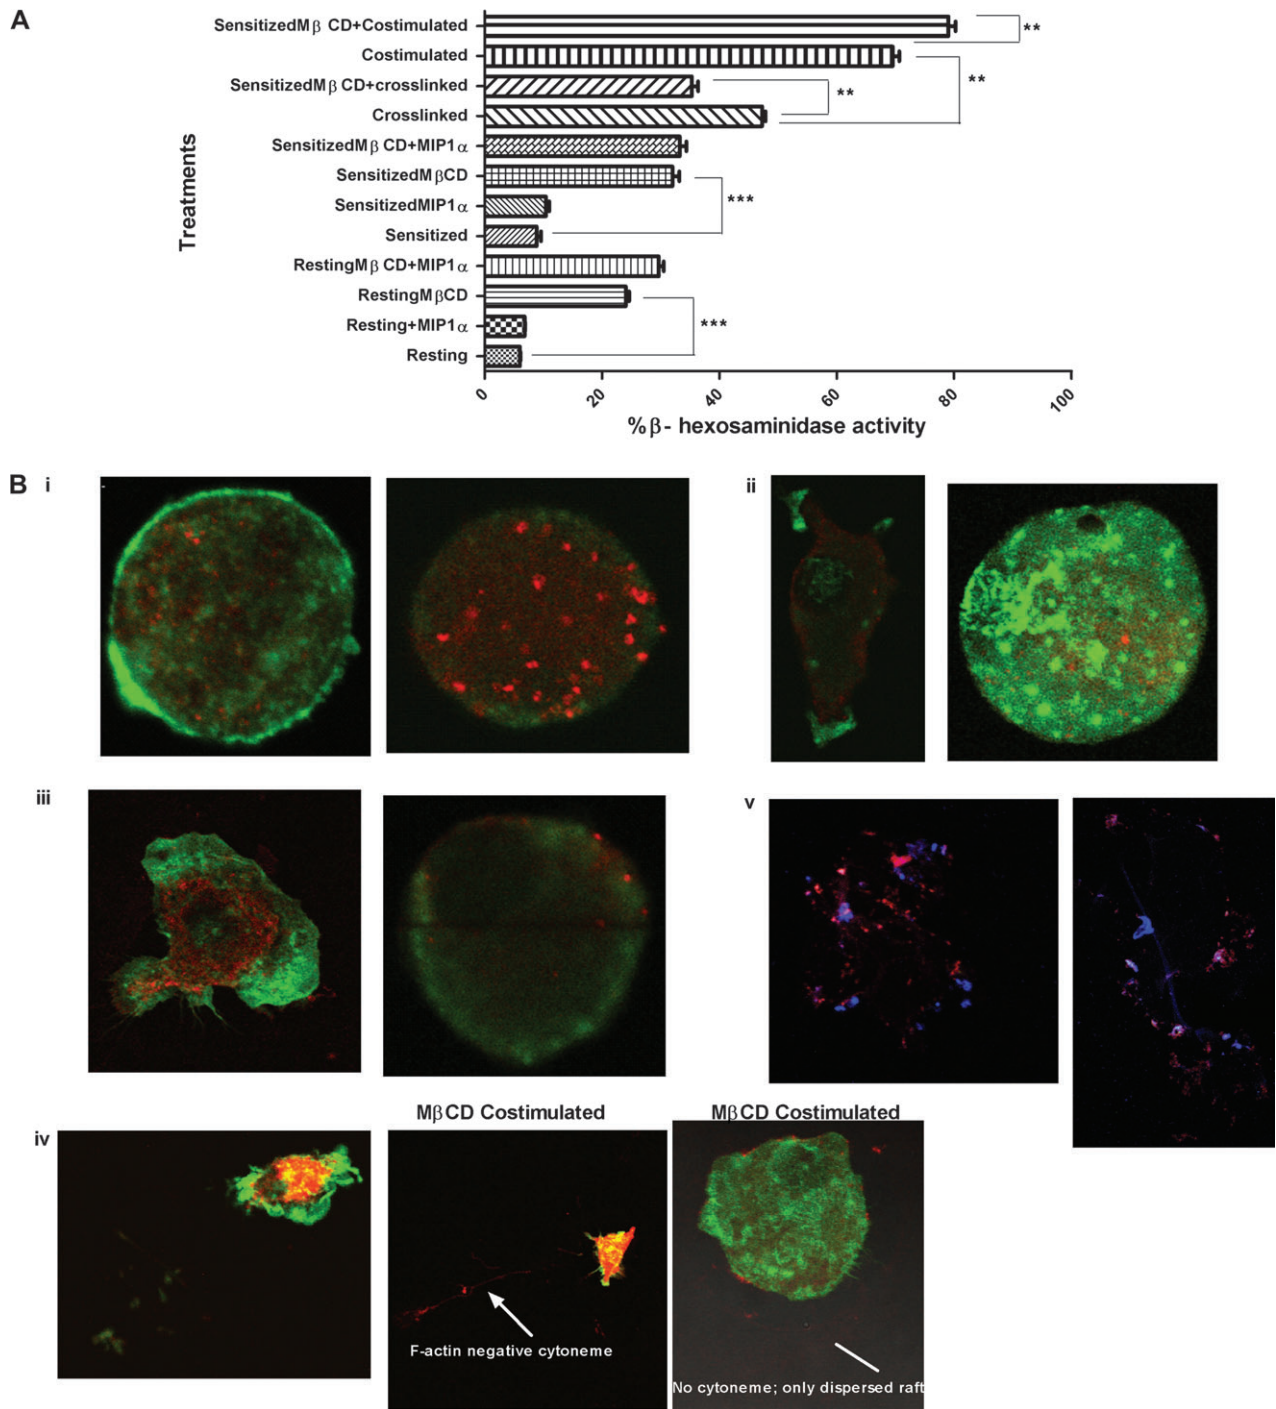 A
SensitizedMβ CD+Costimulated
Costimulated
SensitizedMβ CD+crosslinked
Crosslinked
SensitizedMβ CD+MIP1α
SensitizedMβCD
SensitizedMIP1α
Sensitized
RestingMβ CD+MIP1α
RestingMβCD
Resting+MIP1α
Resting
Treatments
**
**
**
***
***
0 20 40 60 80 100
%β- hexosaminidase activity
B
i
ii
iii
v
iv
MβCD Costimulated
MβCD Costimulated
F-actin negative cytoneme
No cytoneme; only dispersed raft